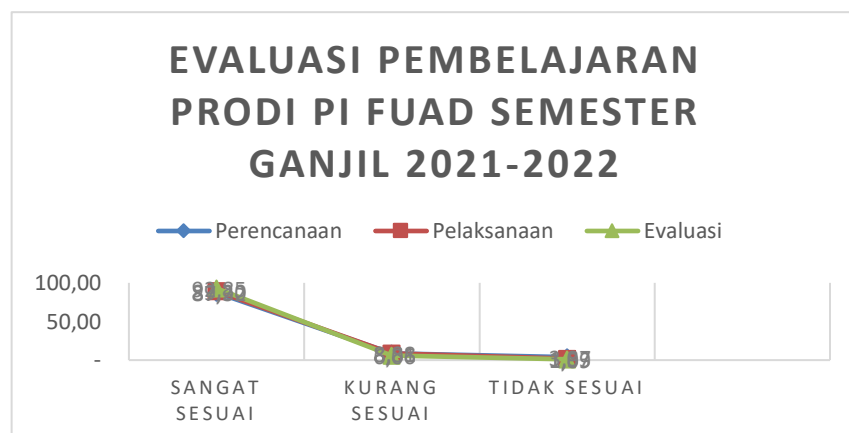 EVALUASI PEMBELAJARAN
PRODI PI FUAD SEMESTER
GANJIL 2021-2022
Perencanaan
Pelaksanaan
Evaluasi
100,00
50,00
-
SANGAT
SESUAI
KURANG
SESUAI
TIDAK SESUAI